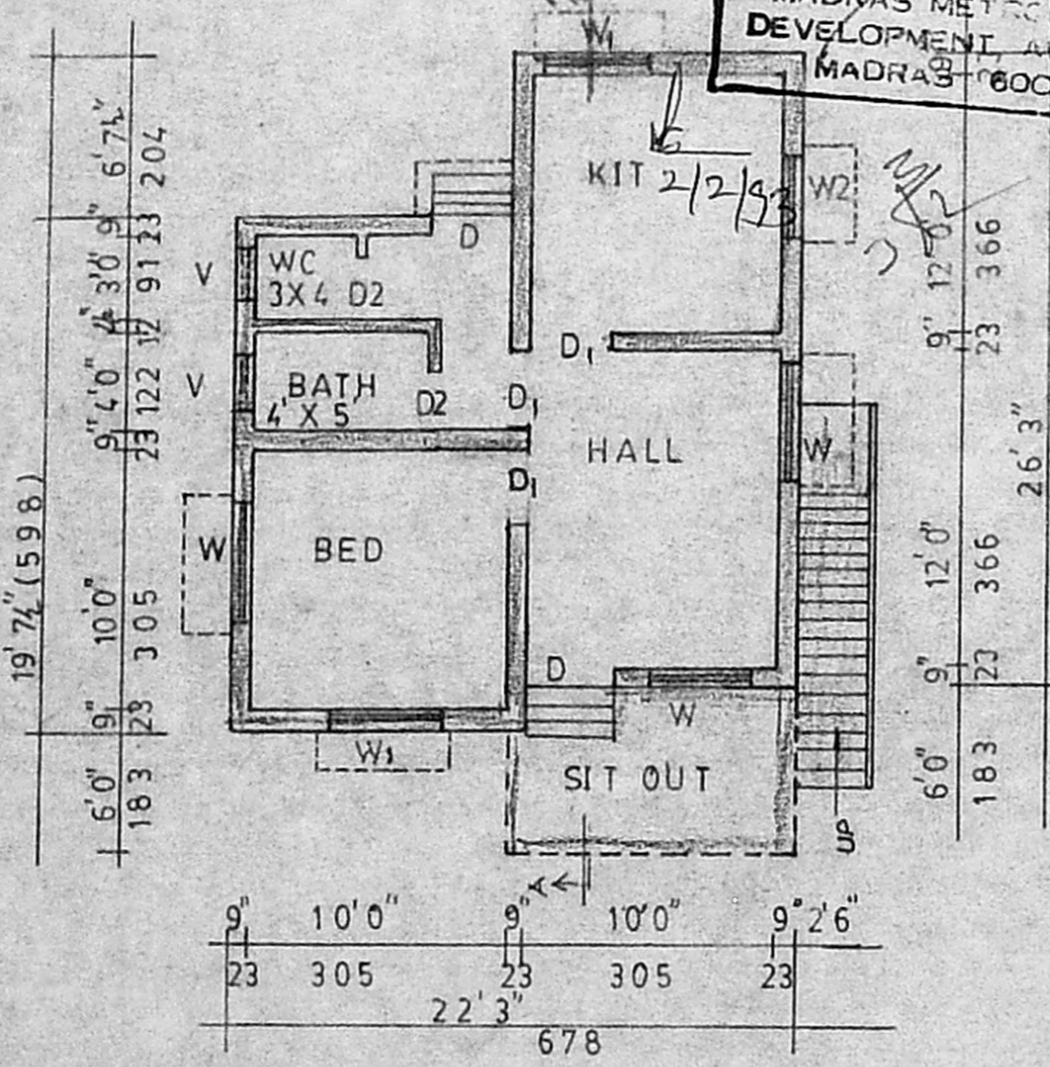 MADRAS METRO
DEVELOPMENT A
MADRAS 600
W1
KIT
2/2/93
W2
D
WC
3X4 D2
V
V
BATH
4' X 5'
D2
D1
D1
D1
HALL
W
BED
W
D
W
W1
SIT OUT
UP
A
6' 7½"
204
9"
23
3'0"
91
12
4'0"
122
9"
23
10'0"
305
9"
23
6'0"
183
19' 7½" (598)
12'0"
366
9"
23
12'0"
366
9"
23
6'0"
183
26' 3"
9" 10'0" 9" 10'0" 9" 2'6"
23 305 23 305 23
22' 3"
678